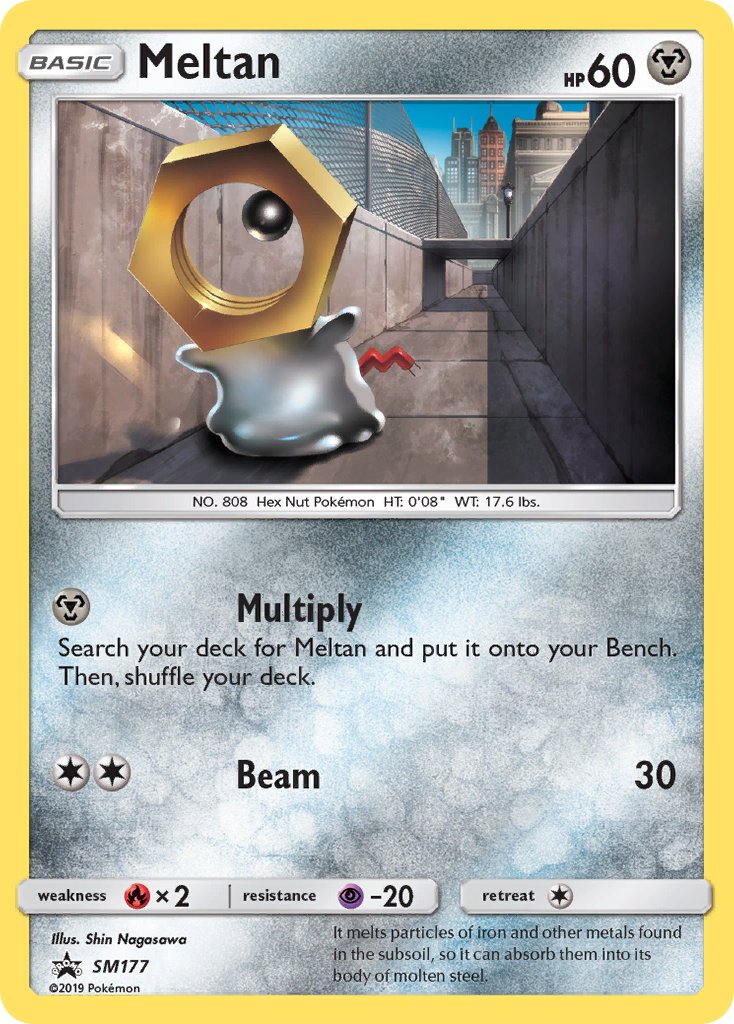 BASIC Meltan HP60
NO. 808 Hex Nut Pokémon HT: 0'08" WT: 17.6 lbs.
Multiply
Search your deck for Meltan and put it onto your Bench.
Then, shuffle your deck.
Beam 30
weakness ×2 resistance -20 retreat
Illus. Shin Nagasawa
SM177
©2019 Pokémon
It melts particles of iron and other metals found
in the subsoil, so it can absorb them into its
body of molten steel.